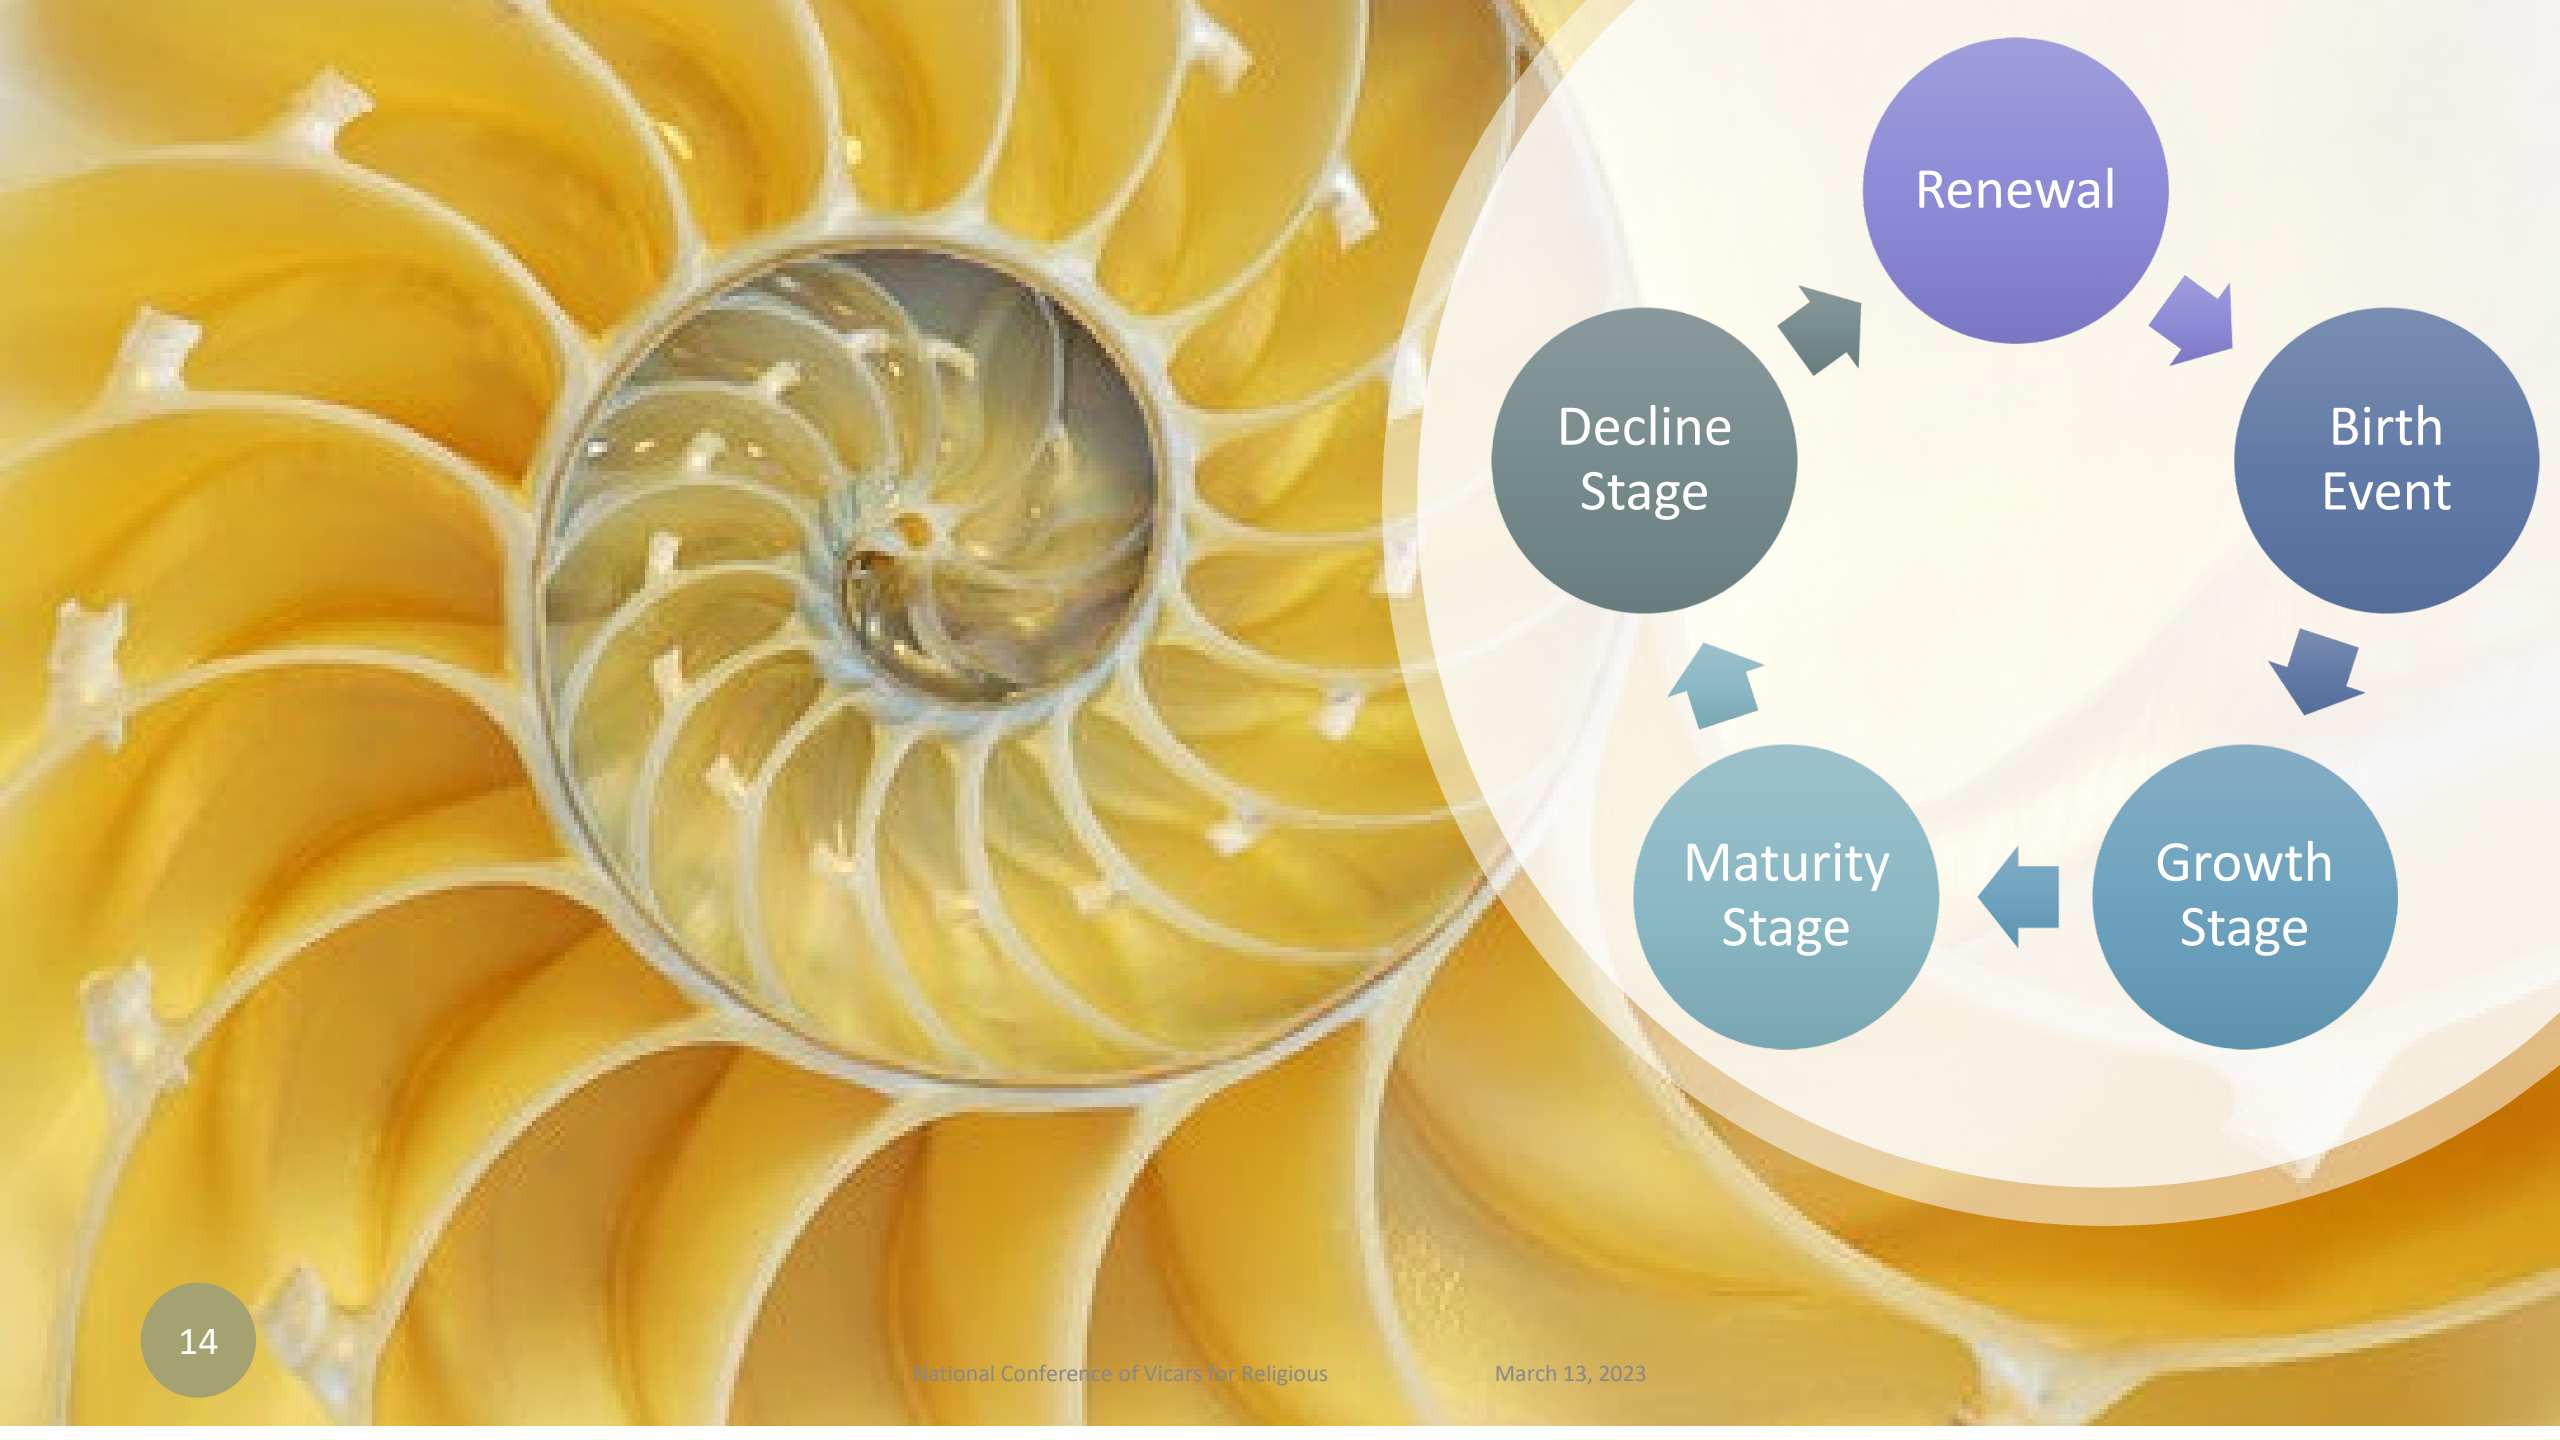 Renewal
Birth
Event
Growth
Stage
Maturity
Stage
Decline
Stage
14
National Conference of Vicars for Religious
March 13, 2023